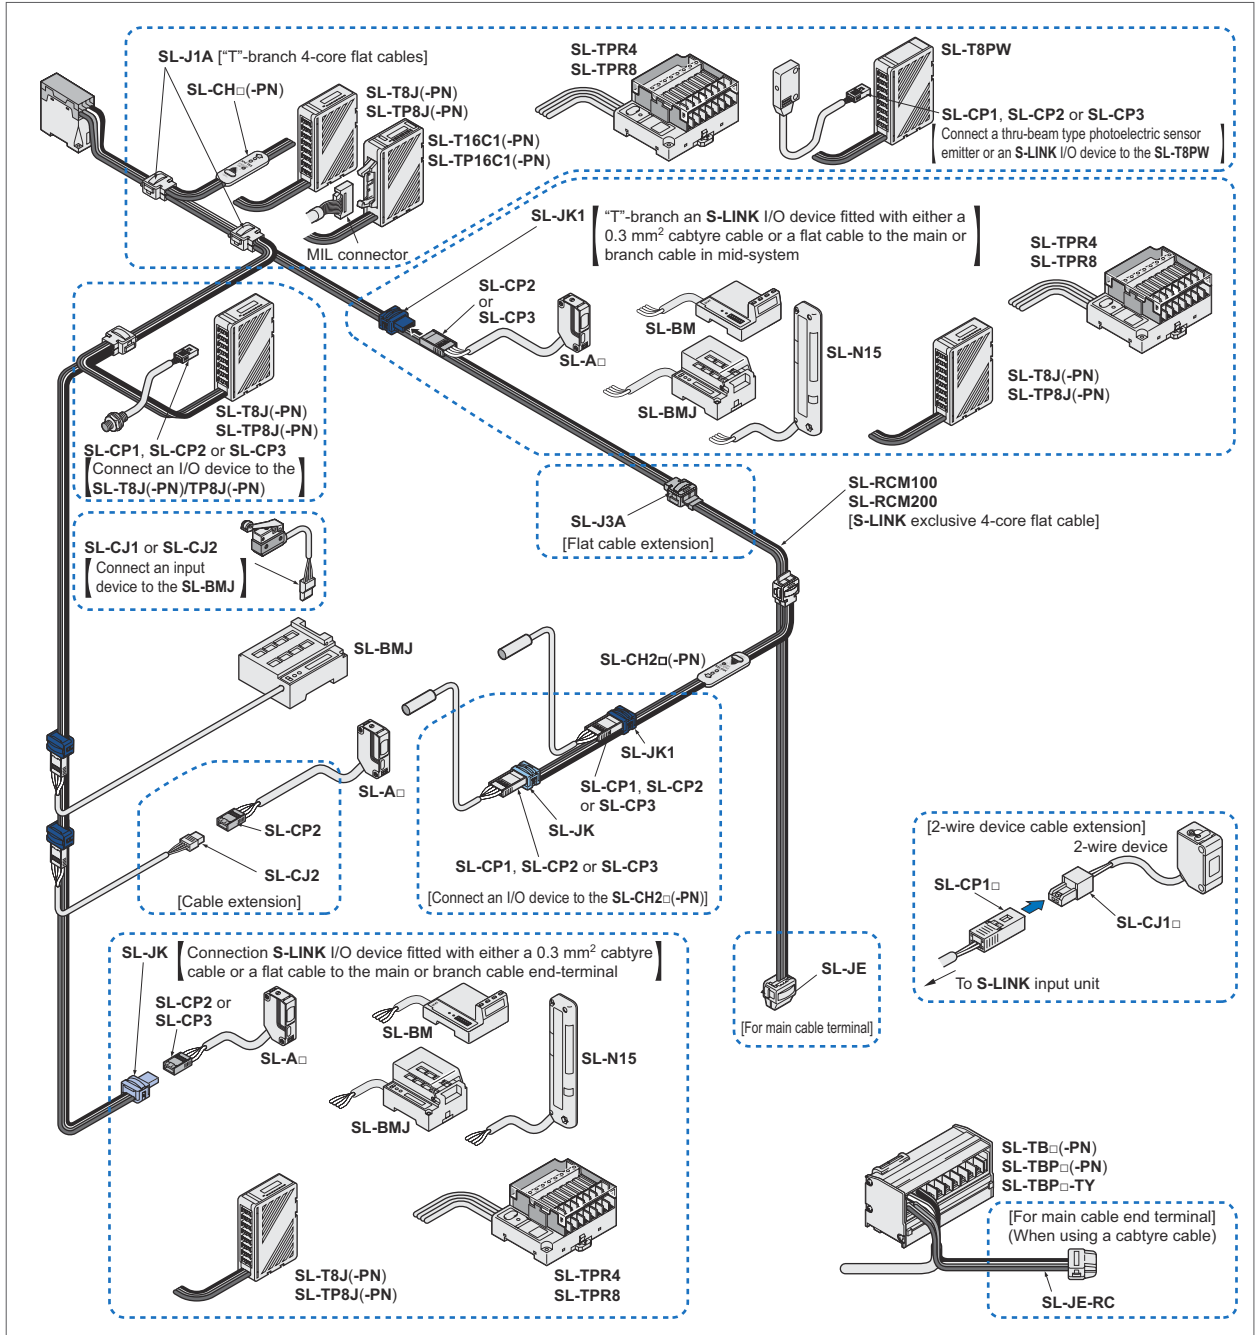 SL-J1A ["T"-branch 4-core flat cables]
SL-CH□(-PN)
SL-T8J(-PN)
SL-TP8J(-PN)
SL-T16C1(-PN)
SL-TP16C1(-PN)
MIL connector
SL-TPR4
SL-TPR8
SL-T8PW
SL-CP1, SL-CP2 or SL-CP3
Connect a thru-beam type photoelectric sensor
emitter or an S-LINK I/O device to the SL-T8PW
SL-JK1
"T"-branch an S-LINK I/O device fitted with either a
0.3 mm² cabtyre cable or a flat cable to the main or
branch cable in mid-system
SL-CP2
or
SL-CP3
SL-A□
SL-BM
SL-BMJ
SL-N15
SL-TPR4
SL-TPR8
SL-T8J(-PN)
SL-TP8J(-PN)
SL-T8J(-PN)
SL-TP8J(-PN)
SL-CP1, SL-CP2 or SL-CP3
Connect an I/O device to the
SL-T8J(-PN)/TP8J(-PN)
SL-J3A
[Flat cable extension]
SL-RCM100
SL-RCM200
[S-LINK exclusive 4-core flat cable]
SL-CJ1 or SL-CJ2
Connect an input
device to the SL-BMJ
SL-BMJ
SL-CH2□(-PN)
SL-JK1
SL-CP1, SL-CP2
or SL-CP3
SL-JK
SL-CP1, SL-CP2 or SL-CP3
[Connect an I/O device to the SL-CH2□(-PN)]
SL-A□
SL-CP2
SL-CJ2
[Cable extension]
[2-wire device cable extension]
2-wire device
SL-CP1□
SL-CJ1□
To S-LINK input unit
SL-JE
[For main cable terminal]
SL-JK
Connection S-LINK I/O device fitted with either a 0.3 mm² cabtyre
cable or a flat cable to the main or branch cable end-terminal
SL-CP2 or
SL-CP3
SL-A□
SL-BM
SL-BMJ
SL-N15
SL-T8J(-PN)
SL-TP8J(-PN)
SL-TPR4
SL-TPR8
SL-TB□(-PN)
SL-TBP□(-PN)
SL-TBP□-TY
[For main cable end terminal]
(When using a cabtyre cable)
SL-JE-RC